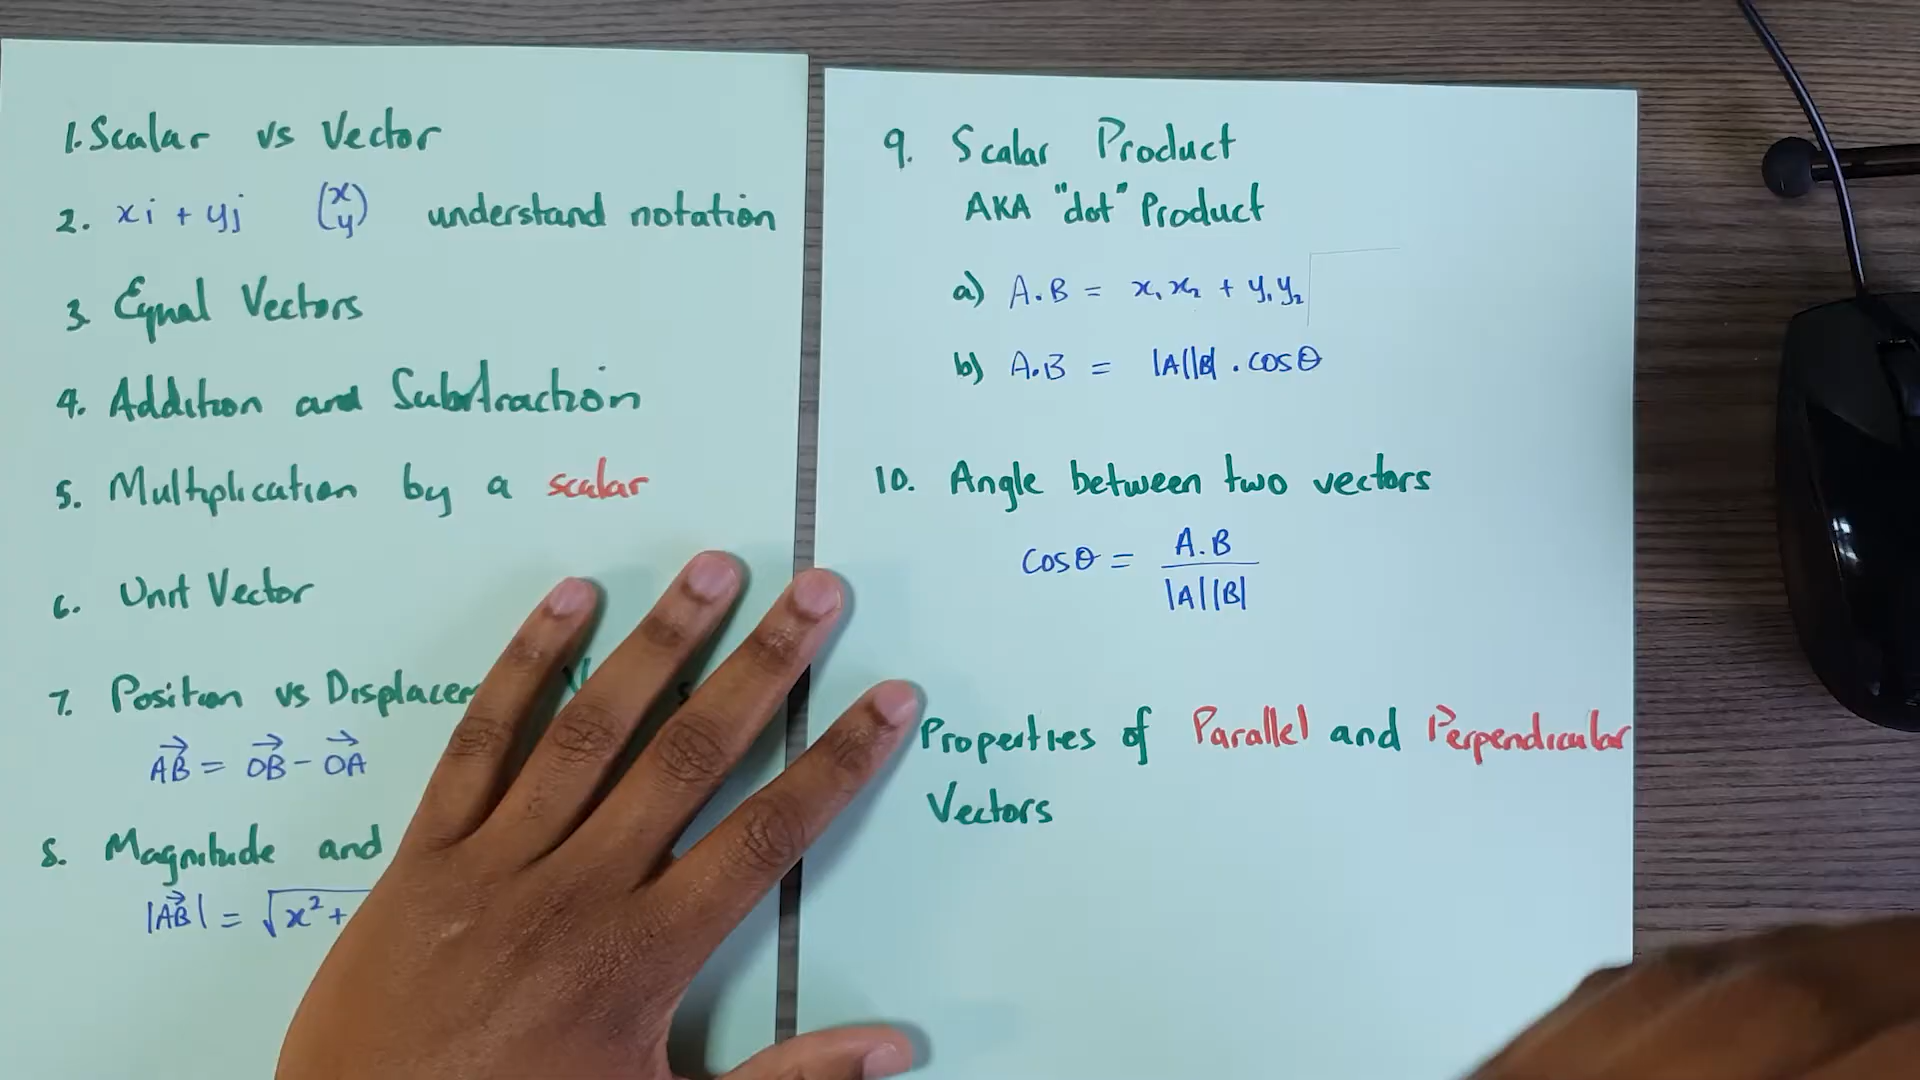 1. Scalar vs Vector
2. xi + yj (x y) understand notation
3. Equal Vectors
4. Addition and Subtraction
5. Multiplication by a scalar
6. Unit Vector
7. Position vs
AB = OB - OA
8. Magnitude and
|AB| = √x² +
9. Scalar Product
AKA "dot" Product
a) A.B = x₁x₂ + y₁y₂
b) A.B = |A||B| . cosθ
10. Angle between two vectors
Cosθ = A.B / |A||B|
Properties of Parallel and Perpendicular
Vectors